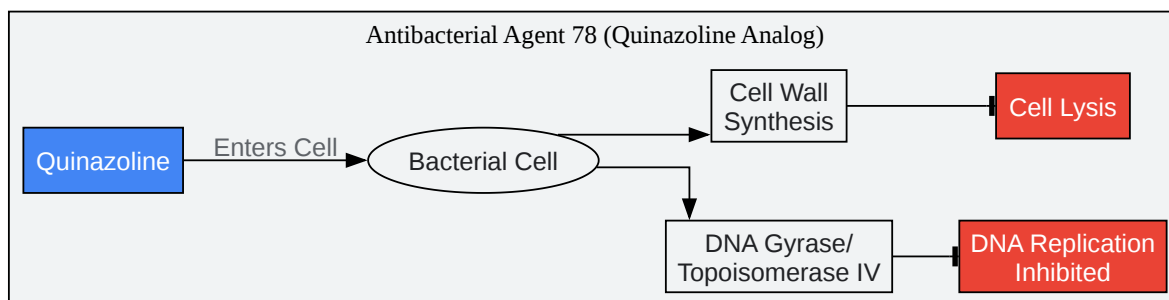 Antibacterial Agent 78 (Quinazoline Analog)
Quinazoline
Enters Cell
Bacterial Cell
Cell Wall
Synthesis
Cell Lysis
DNA Gyrase/
Topoisomerase IV
DNA Replication
Inhibited